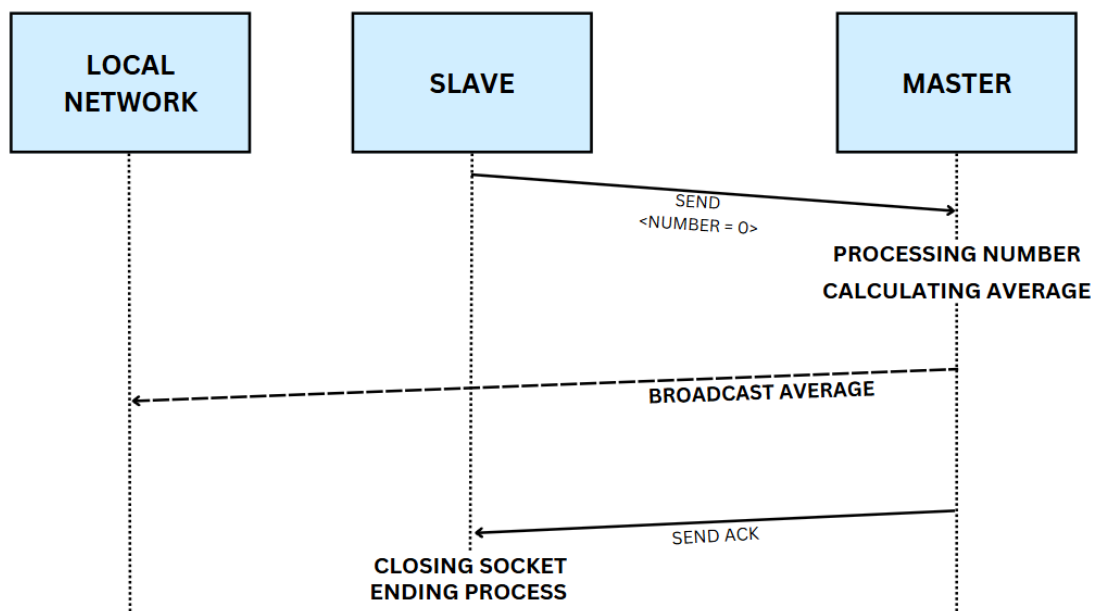 LOCAL
NETWORK
SLAVE
MASTER
SEND
<NUMBER = 0>
PROCESSING NUMBER
CALCULATING AVERAGE
BROADCAST AVERAGE
SEND ACK
CLOSING SOCKET
ENDING PROCESS